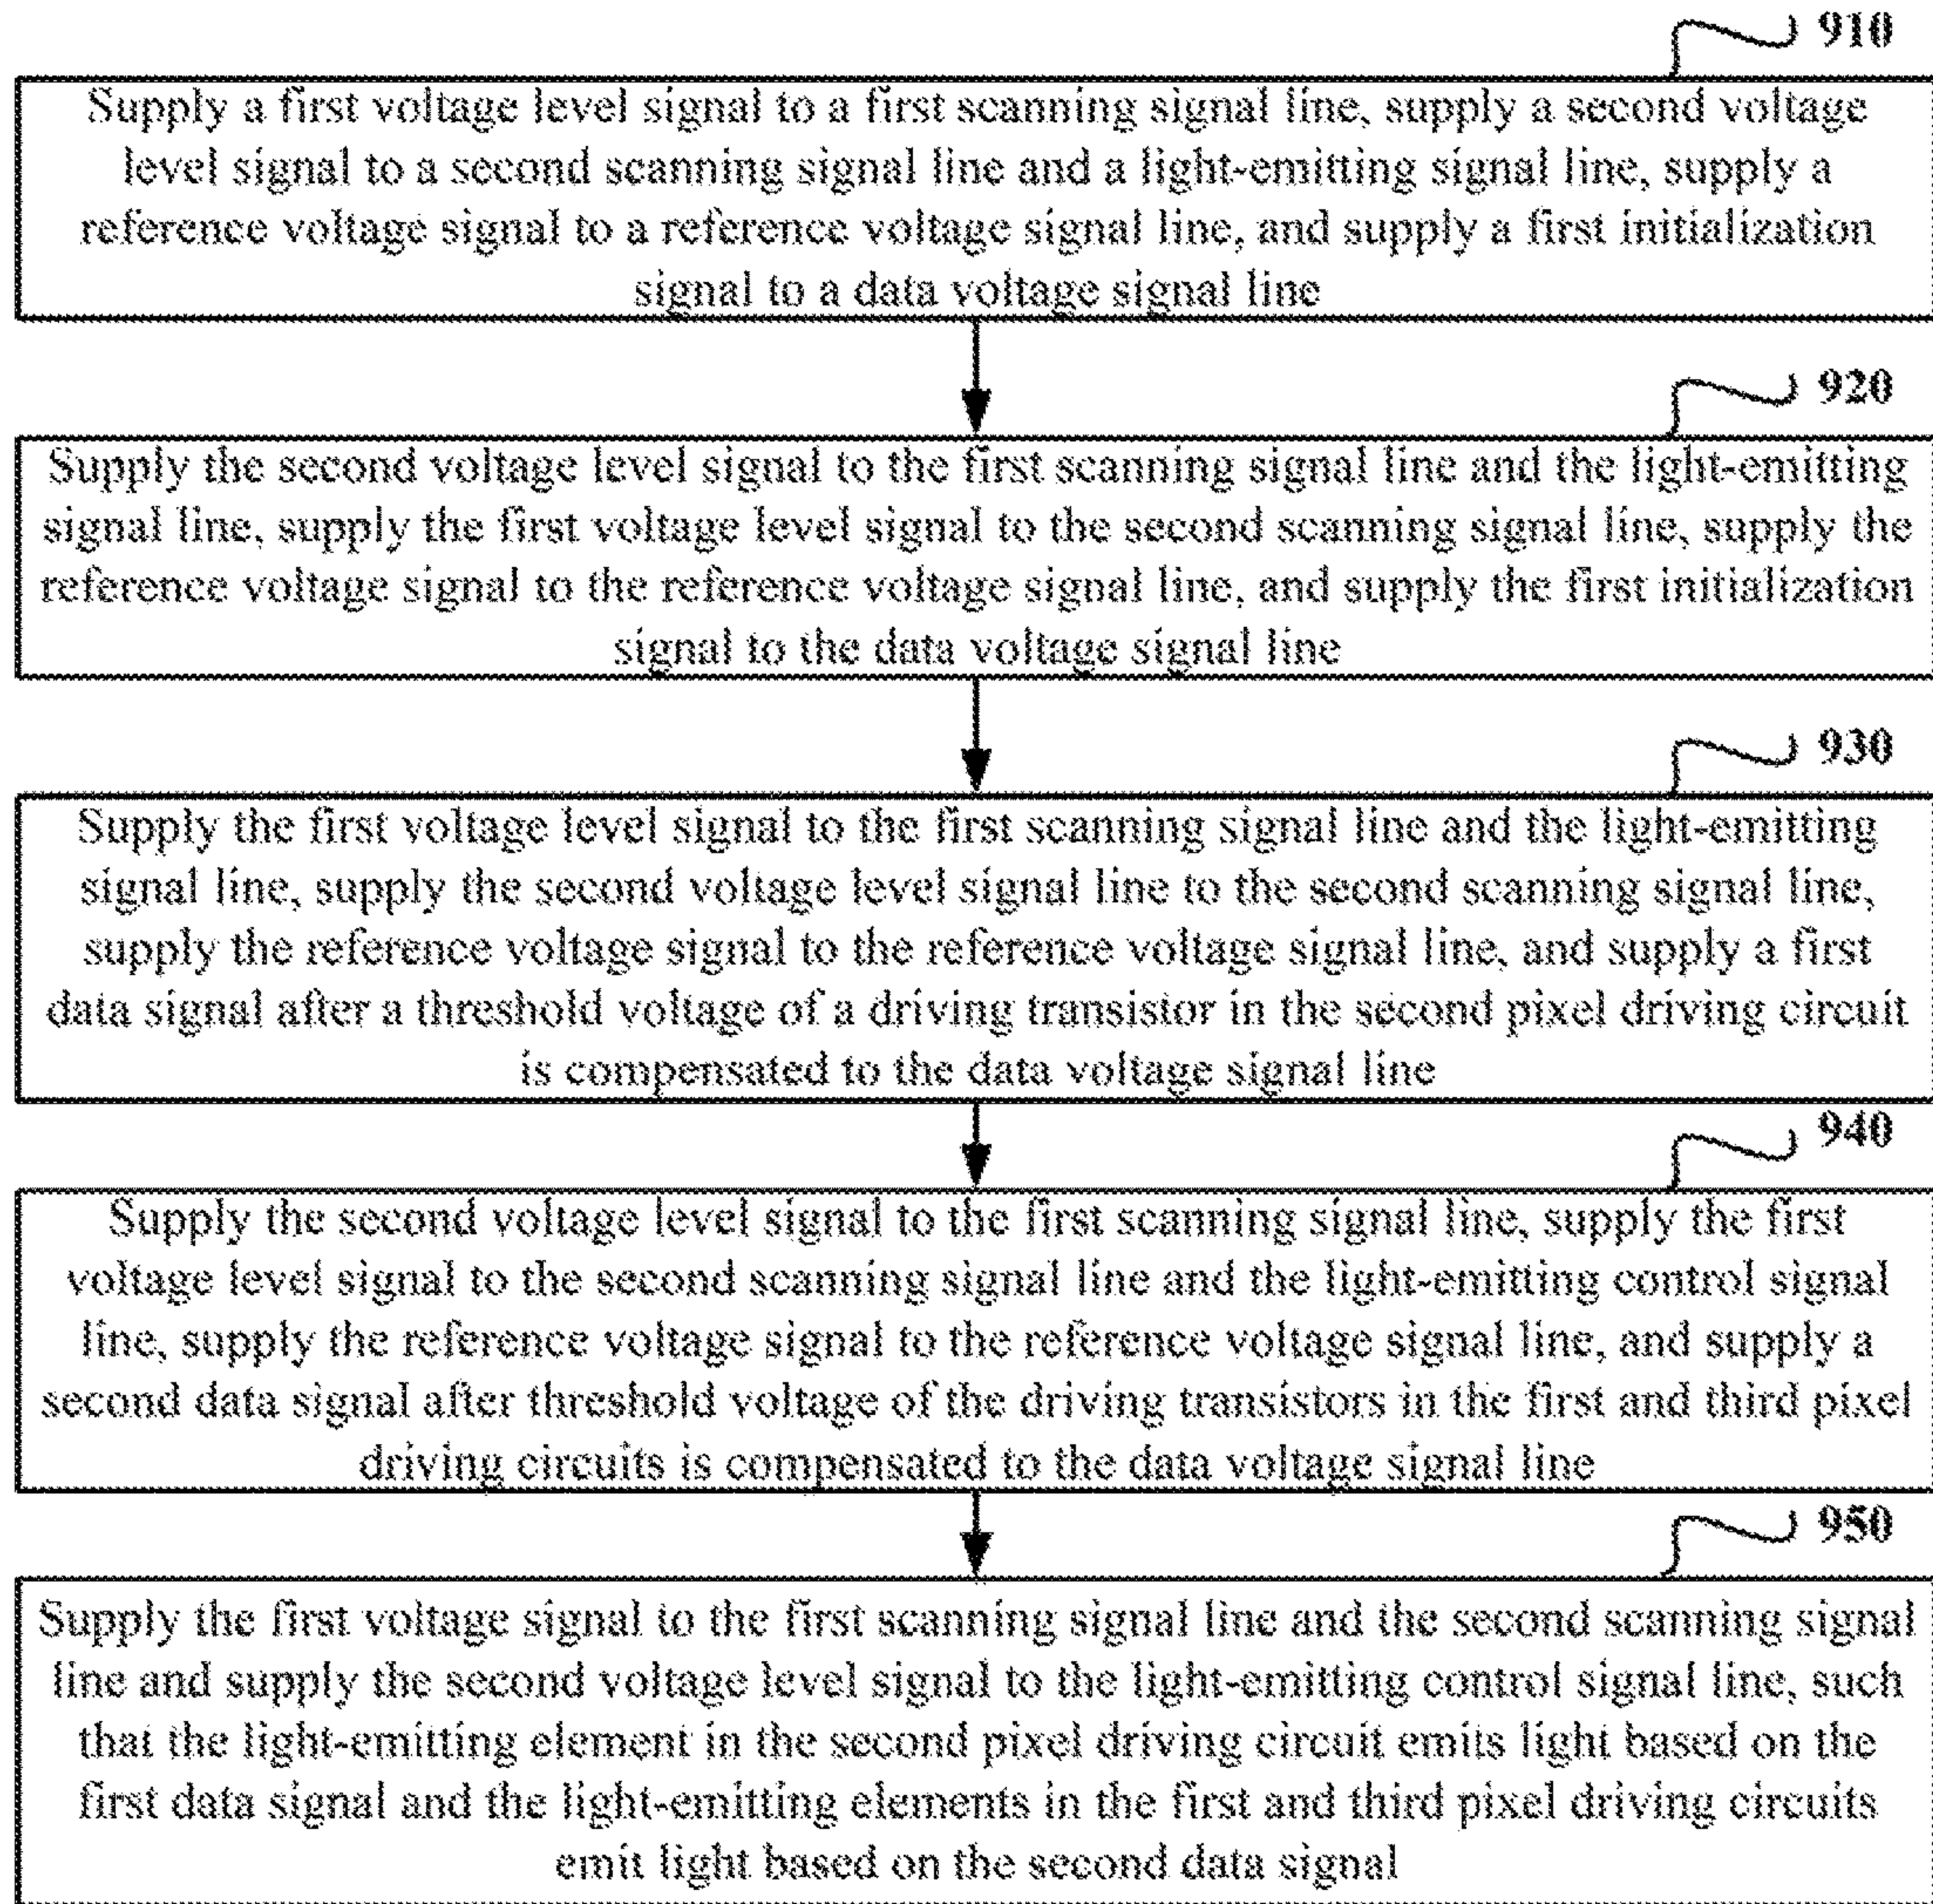 910
Supply a first voltage level signal to a first scanning signal line, supply a second voltage
level signal to a second scanning signal line and a light-emitting signal line, supply a
reference voltage signal to a reference voltage signal line, and supply a first initialization
signal to a data voltage signal line
920
Supply the second voltage level signal to the first scanning signal line and the light-emitting
signal line, supply the first voltage level signal to the second scanning signal line, supply the
reference voltage signal to the reference voltage signal line, and supply the first initialization
signal to the data voltage signal line
930
Supply the first voltage level signal to the first scanning signal line and the light-emitting
signal line, supply the second voltage level signal line to the second scanning signal line,
supply the reference voltage signal to the reference voltage signal line, and supply a first
data signal after a threshold voltage of a driving transistor in the second pixel driving circuit
is compensated to the data voltage signal line
940
Supply the second voltage level signal to the first scanning signal line, supply the first
voltage level signal to the second scanning signal line and the light-emitting control signal
line, supply the reference voltage signal to the reference voltage signal line, and supply a
second data signal after threshold voltage of the driving transistors in the first and third pixel
driving circuits is compensated to the data voltage signal line
950
Supply the first voltage signal to the first scanning signal line and the second scanning signal
line and supply the second voltage level signal to the light-emitting control signal line, such
that the light-emitting element in the second pixel driving circuit emits light based on the
first data signal and the light-emitting elements in the first and third pixel driving circuits
emit light based on the second data signal